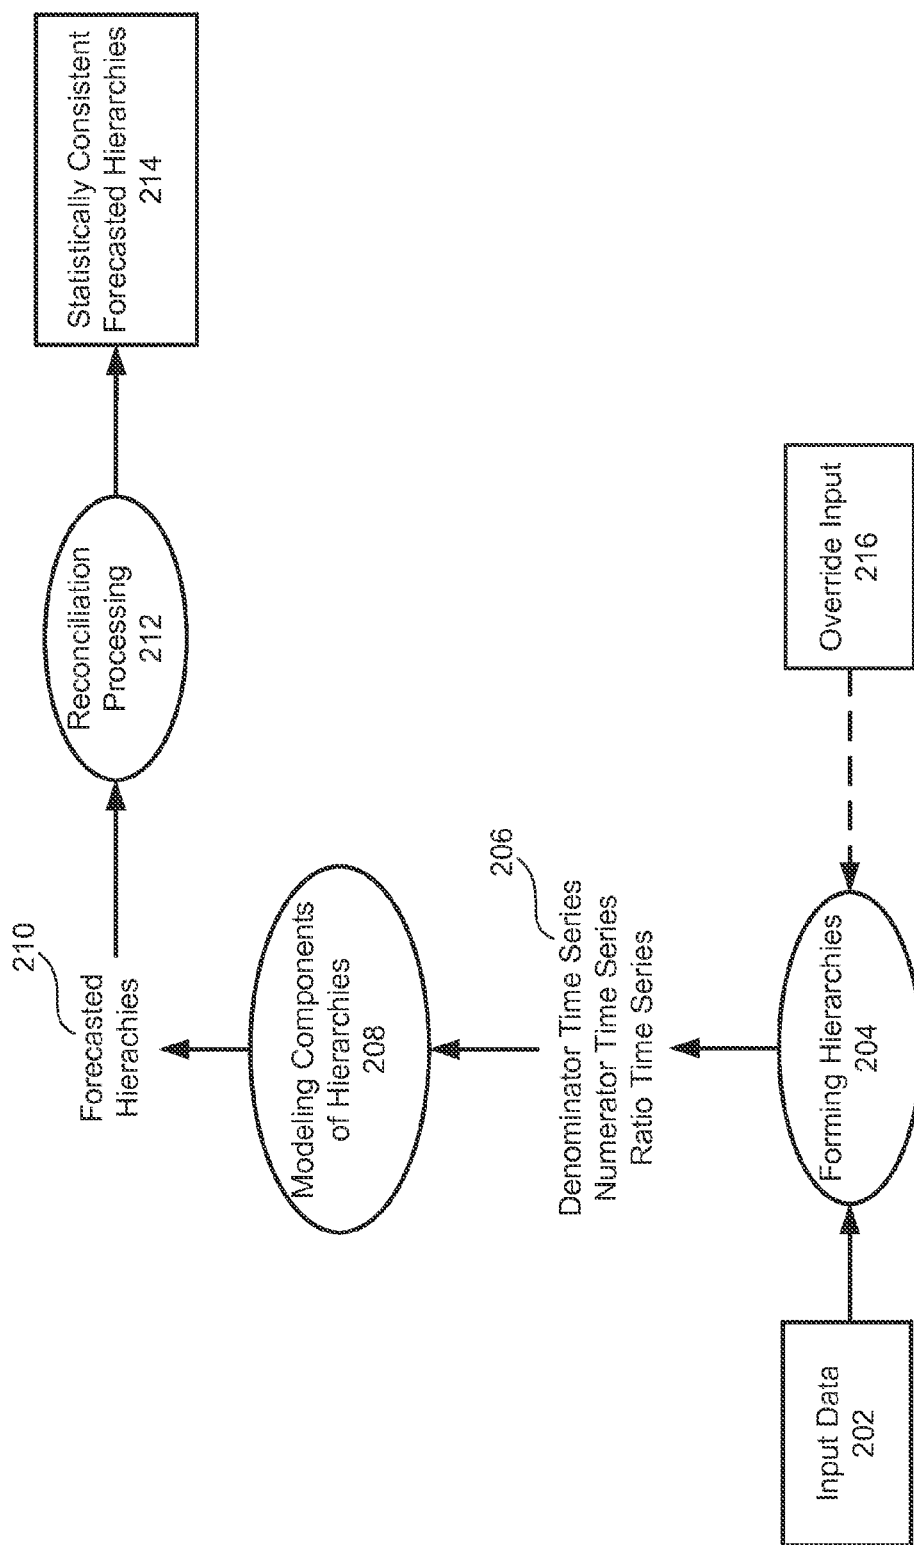 Input Data
202
Forming Hierarchies
204
Override Input
216
Denominator Time Series
Numerator Time Series
Ratio Time Series
206
Modeling Components
of Hierarchies
208
Forecasted
Hierachies
210
Reconciliation
Processing
212
Statistically Consistent
Forecasted Hierarchies
214